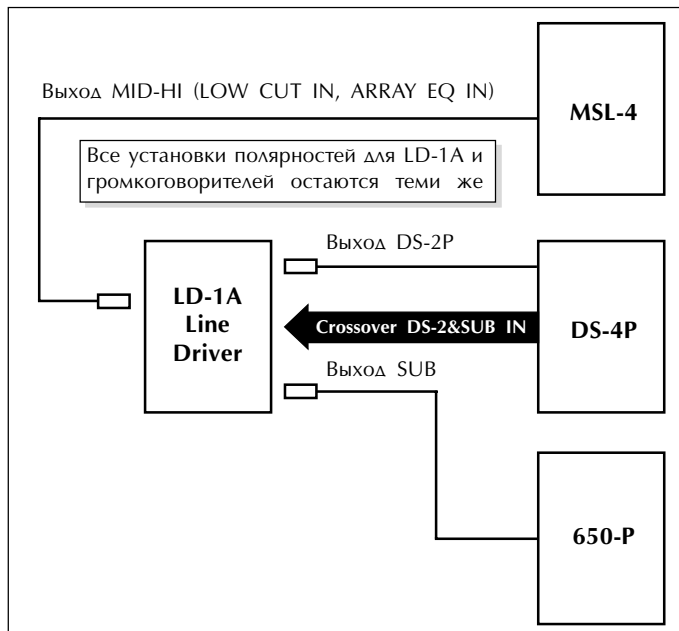 Выход MID-HI (LOW CUT IN, ARRAY EQ IN)
MSL-4
Все установки полярностей для LD-1A и
громкоговорителей остаются теми же
Выход DS-2P
LD-1A
Line
Driver
Crossover DS-2&SUB IN
DS-4P
Выход SUB
650-P